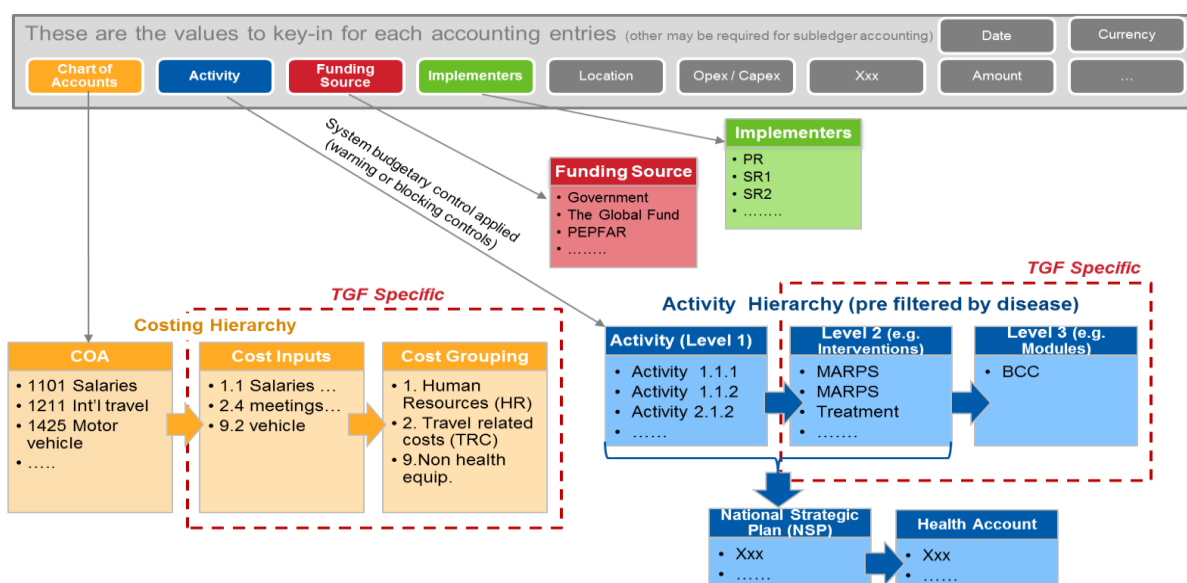 These are the values to key-in for each accounting entries (other may be required for subledger accounting)
Date
Currency
Chart of
Accounts
Activity
Funding
Source
Implementers
Location
Opex / Capex
Xxx
Amount
...
System budgetary control applied
(warning or blocking controls)
Implementers
• PR
• SR1
• SR2
• ........
Funding Source
• Government
• The Global Fund
• PEPFAR
• ........
TGF Specific
Costing Hierarchy
COA
• 1101 Salaries
• 1211 Int'l travel
• 1425 Motor
vehicle
• .....
Cost Inputs
• 1.1 Salaries ...
• 2.4 meetings...
• 9.2 vehicle
Cost Grouping
• 1. Human
Resources (HR)
• 2. Travel related
costs (TRC)
• 9.Non health
equip.
TGF Specific
Activity Hierarchy (pre filtered by disease)
Activity (Level 1)
• Activity 1.1.1
• Activity 1.1.2
• Activity 2.1.2
• ......
Level 2 (e.g.
Interventions)
• MARPS
• MARPS
• Treatment
• .......
Level 3 (e.g.
Modules)
• BCC
National Strategic
Plan (NSP)
• Xxx
• ......
Health Account
• Xxx
• ......